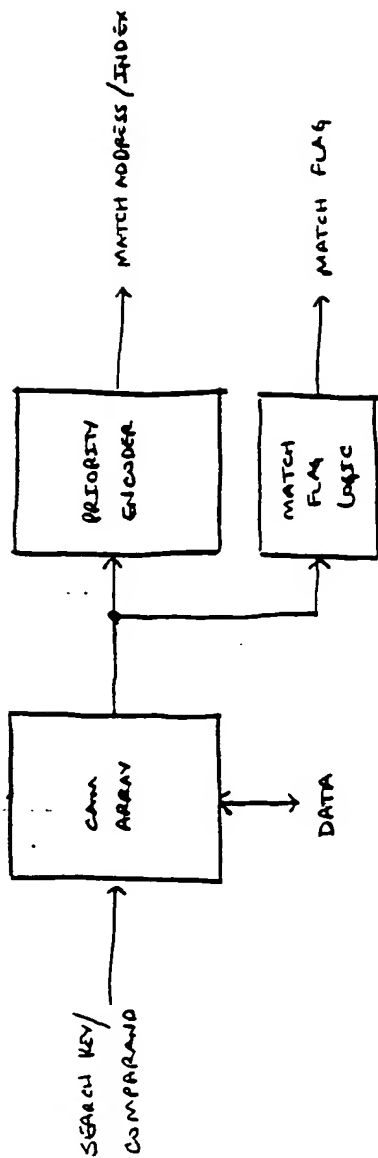 SEARCH KEY/
COMPARAND
CAM
ARRAY
DATA
PRIORITY
ENCODER
MATCH ADDRESS/INDEX
MATCH
FLAG
LOGIC
MATCH FLAG